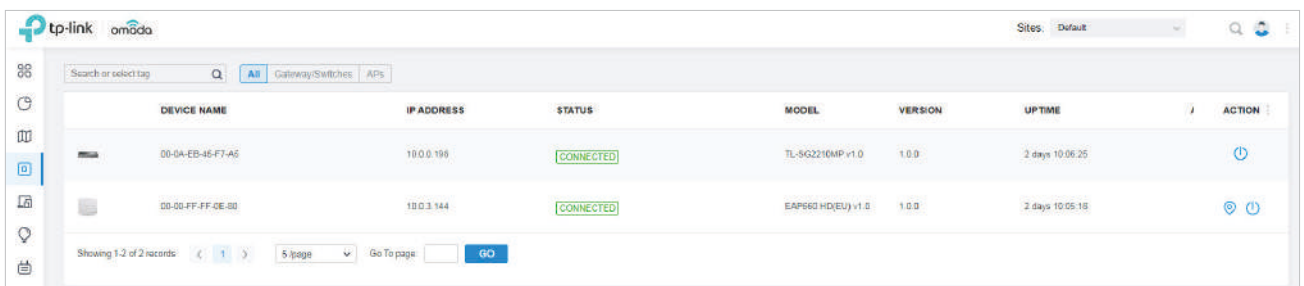 tp-link omada Sites: Default
Search or select tag All Gateway/Switches APs
DEVICE NAME IP ADDRESS STATUS MODEL VERSION UPTIME ACTION
00-0A-EB-45-F7-A5 10.0.0.196 CONNECTED TL-SG2210MP v1.0 1.0.0 2 days 10:06:25
00-00-FF-FF-0E-80 10.0.3.144 CONNECTED EAP660 HD(EU) v1.0 1.0.0 2 days 10:05:16
Showing 1-2 of 2 records < 1 > 5 /page Go To page: GO